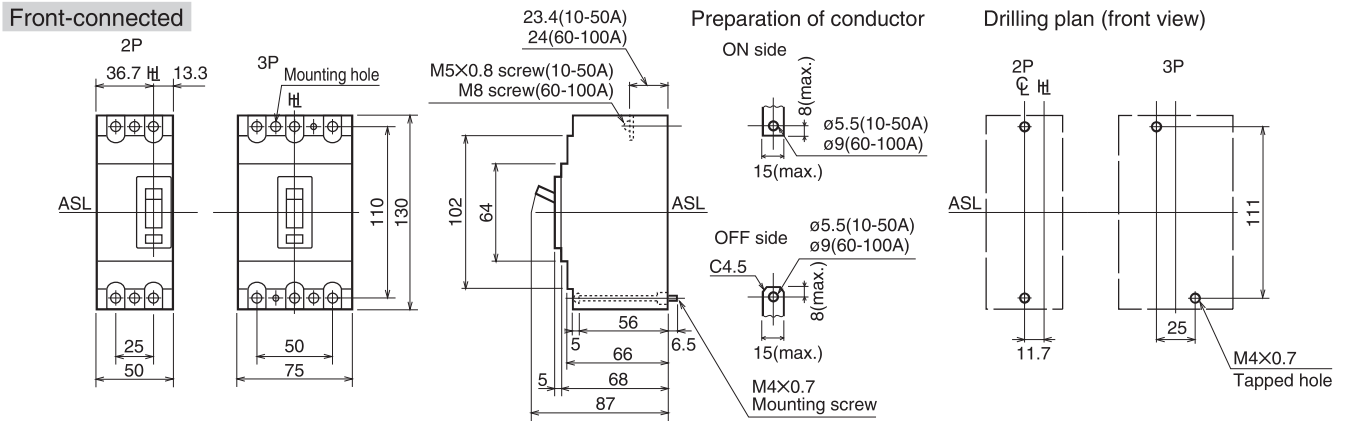 Front-connected
2P
36.7 HL 13.3
ASL
25
50
3P
Mounting hole
HL
110
130
50
75
23.4(10-50A)
24(60-100A)
M5×0.8 screw(10-50A)
M8 screw(60-100A)
102
64
ASL
56
5
6.5
66
5
68
87
M4×0.7
Mounting screw
Preparation of conductor
ON side
8(max.)
ø5.5(10-50A)
ø9(60-100A)
15(max.)
OFF side
ø5.5(10-50A)
ø9(60-100A)
C4.5
8(max.)
15(max.)
Drilling plan (front view)
2P
CL HL
ASL
11.7
3P
111
25
M4×0.7
Tapped hole